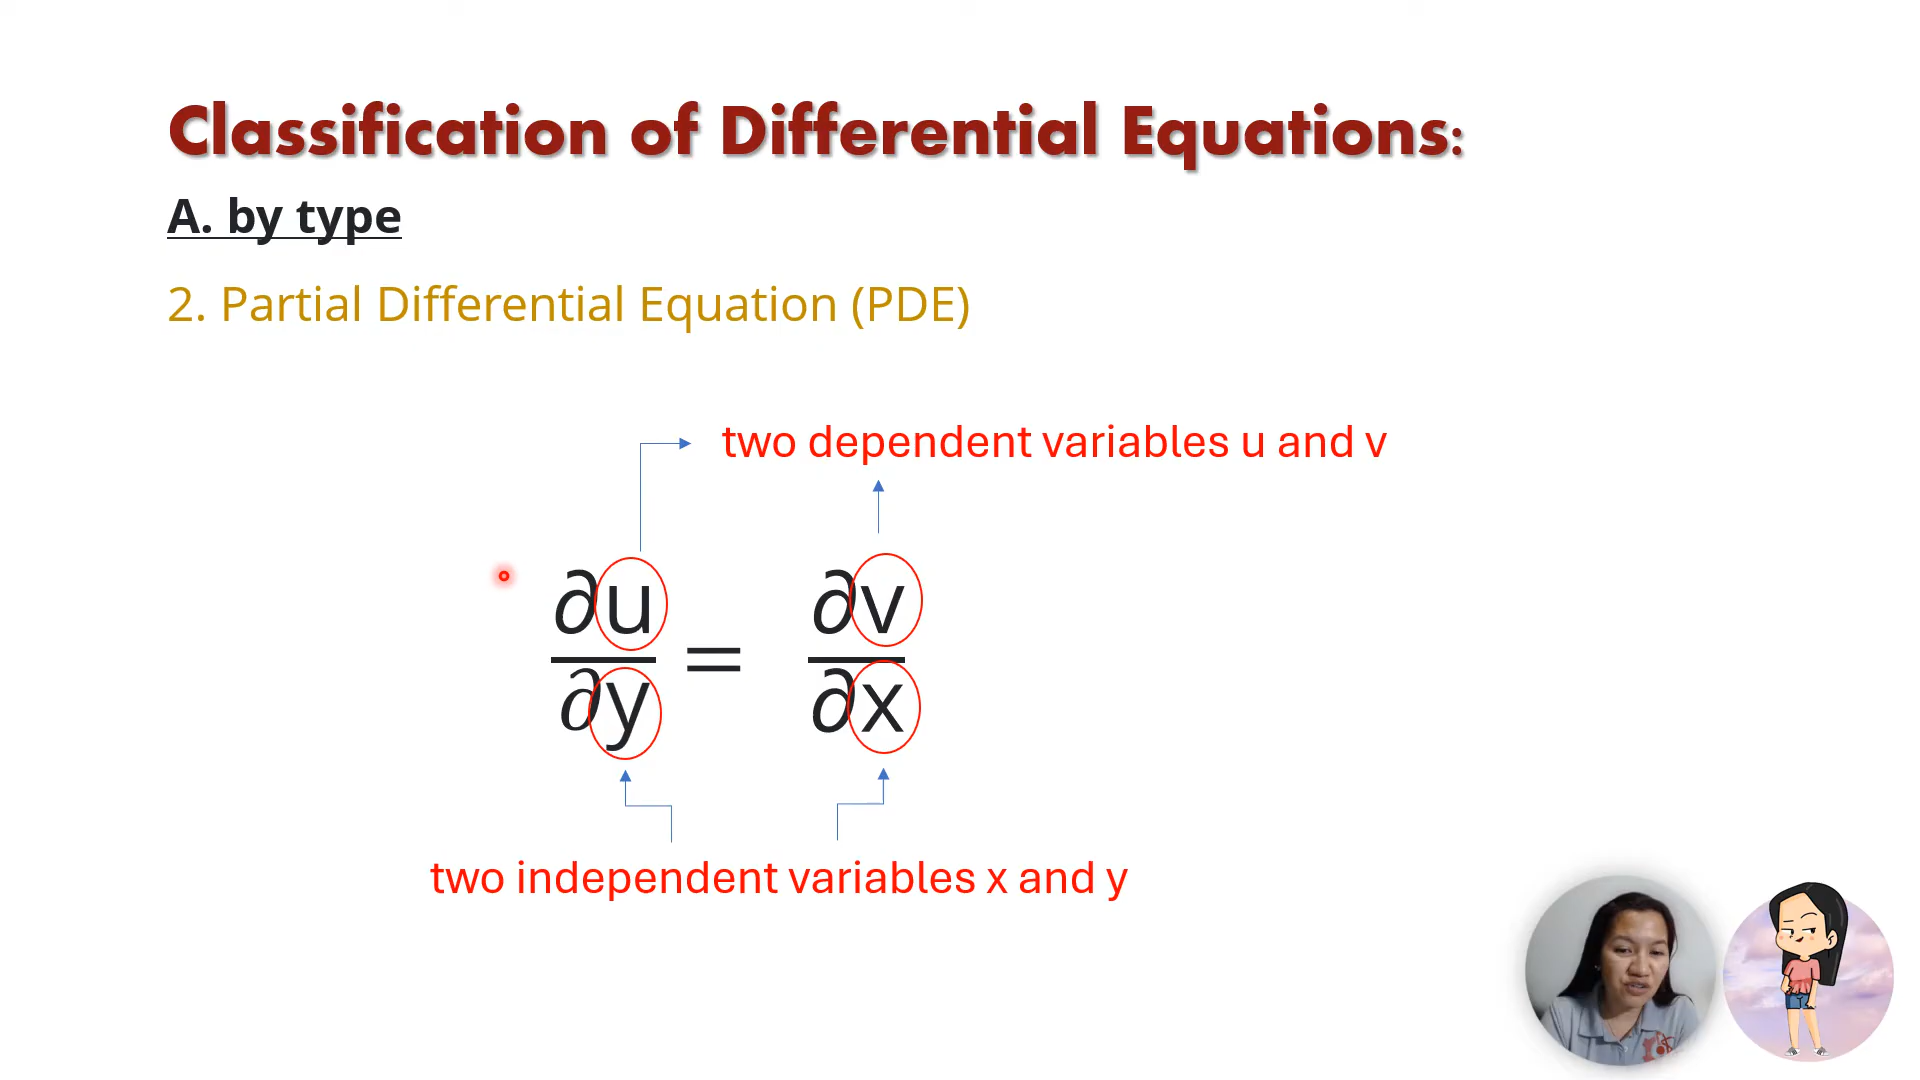 Classification of Differential Equations:
A. by type
2. Partial Differential Equation (PDE)
two dependent variables u and v
∂u/∂y = ∂v/∂x
two independent variables x and y